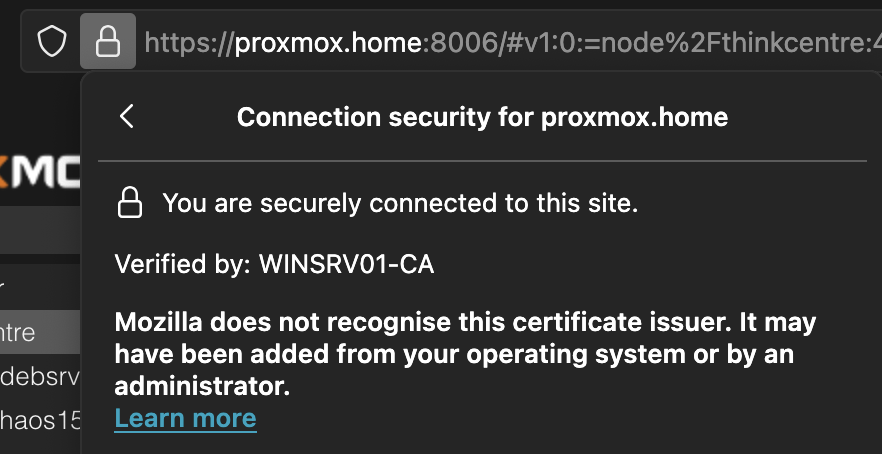 https://proxmox.home:8006/#v1:0:=node%2Fthinkcentre:4
Connection security for proxmox.home
You are securely connected to this site.
Verified by: WINSRV01-CA
Mozilla does not recognise this certificate issuer. It may
have been added from your operating system or by an
administrator.
Learn more
XMO
r
ntre
debsrv
haos15